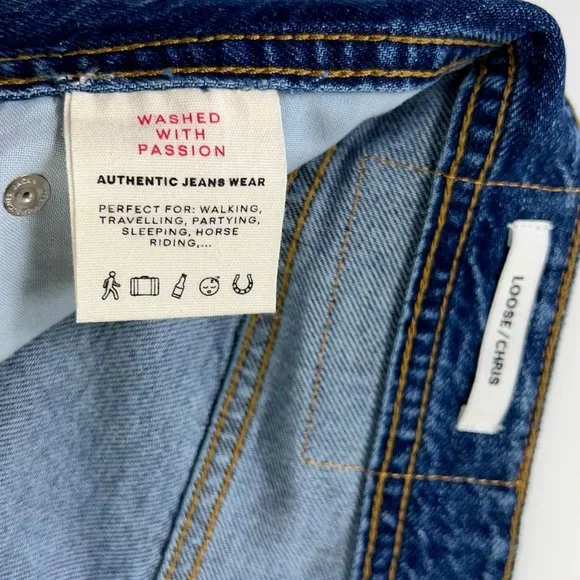 WASHED
WITH
PASSION
AUTHENTIC JEANS WEAR
PERFECT FOR: WALKING,
TRAVELLING, PARTYING,
SLEEPING, HORSE
RIDING,...
LOOSE/CHRIS